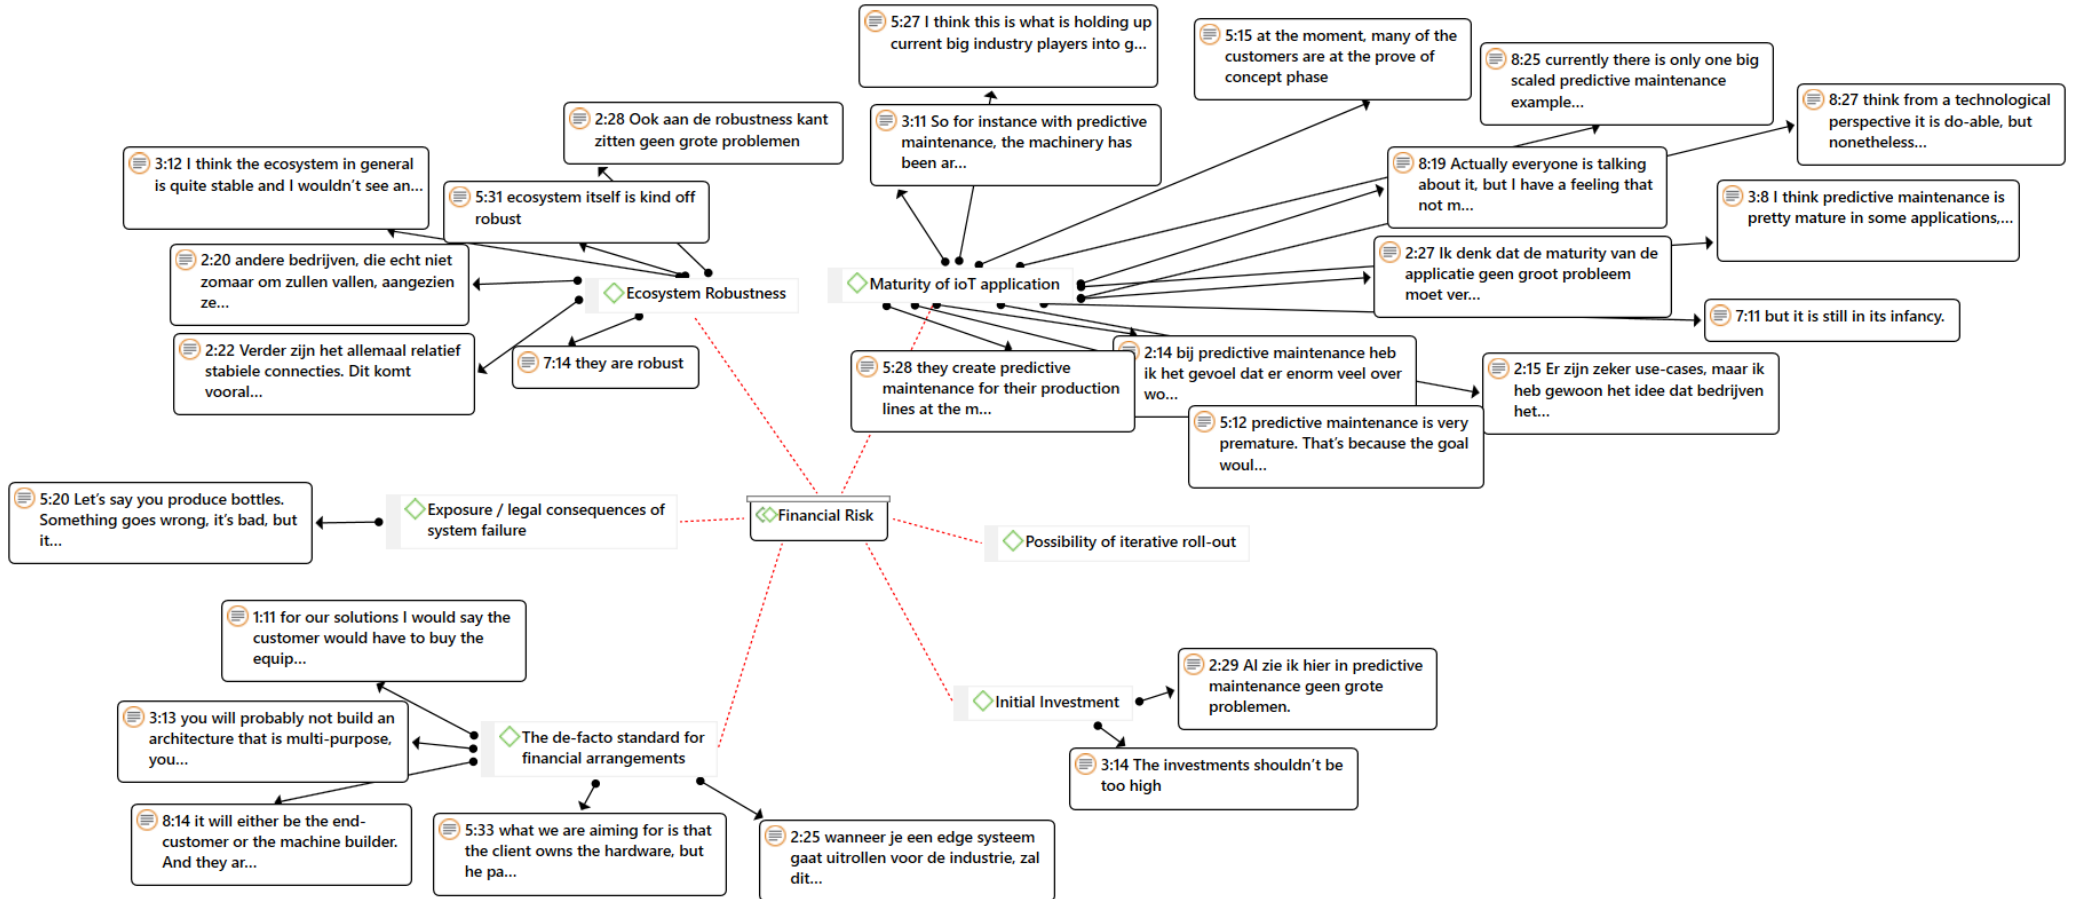 5:27 I think this is what is holding up
current big industry players into g...
5:15 at the moment, many of the
customers are at the prove of
concept phase
8:25 currently there is only one big
scaled predictive maintenance
example...
8:27 think from a technological
perspective it is do-able, but
nonetheless...
2:28 Ook aan de robustness kant
zitten geen grote problemen
3:11 So for instance with predictive
maintenance, the machinery has
been ar...
3:12 I think the ecosystem in general
is quite stable and I wouldn't see an...
5:31 ecosystem itself is kind off
robust
8:19 Actually everyone is talking
about it, but I have a feeling that
not m...
3:8 I think predictive maintenance is
pretty mature in some applications,...
2:20 andere bedrijven, die echt niet
zomaar om zullen vallen, aangezien
ze...
Ecosystem Robustness
Maturity of ioT application
2:27 Ik denk dat de maturity van de
applicatie geen groot probleem
moet ver...
7:11 but it is still in its infancy.
2:22 Verder zijn het allemaal relatief
stabiele connecties. Dit komt
vooral...
7:14 they are robust
5:28 they create predictive
maintenance for their production
lines at the m...
2:14 bij predictive maintenance heb
ik het gevoel dat er enorm veel over
wo...
2:15 Er zijn zeker use-cases, maar ik
heb gewoon het idee dat bedrijven
het...
5:12 predictive maintenance is very
premature. That's because the goal
woul...
5:20 Let's say you produce bottles.
Something goes wrong, it's bad, but
it...
Exposure / legal consequences of
system failure
Financial Risk
Possibility of iterative roll-out
1:11 for our solutions I would say the
customer would have to buy the
equip...
3:13 you will probably not build an
architecture that is multi-purpose,
you...
The de-facto standard for
financial arrangements
Initial Investment
2:29 Al zie ik hier in predictive
maintenance geen grote
problemen.
3:14 The investments shouldn't be
too high
8:14 it will either be the end-
customer or the machine builder.
And they ar...
5:33 what we are aiming for is that
the client owns the hardware, but
he pa...
2:25 wanneer je een edge systeem
gaat uitrollen voor de industrie, zal
dit...